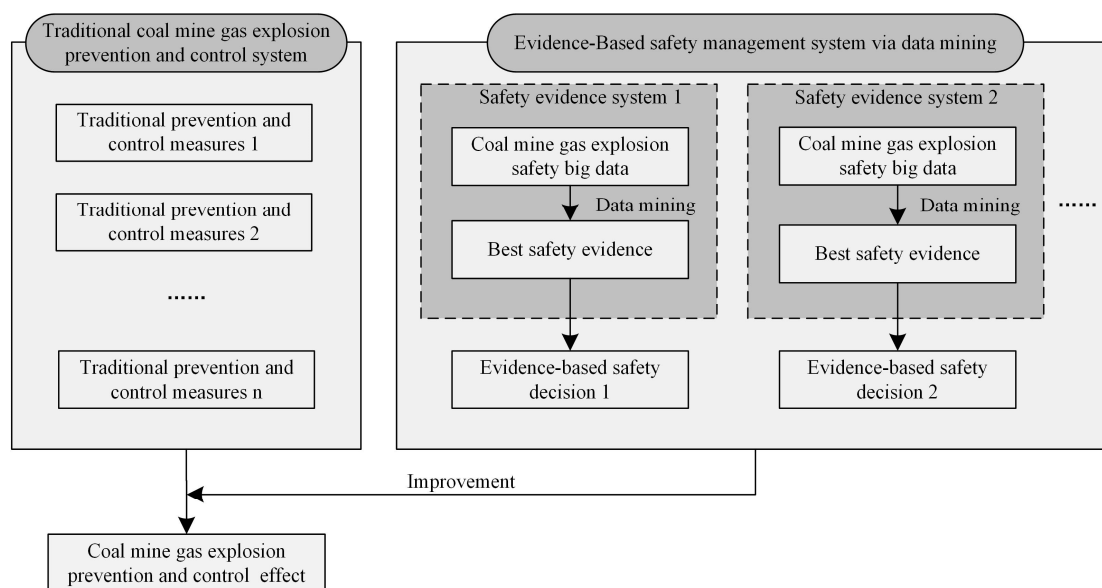 Traditional coal mine gas explosion
prevention and control system
Traditional prevention and
control measures 1
Traditional prevention and
control measures 2
......
Traditional prevention and
control measures n
Evidence-Based safety management system via data mining
Safety evidence system 1
Coal mine gas explosion
safety big data
Data mining
Best safety evidence
Evidence-based safety
decision 1
Safety evidence system 2
Coal mine gas explosion
safety big data
Data mining
Best safety evidence
Evidence-based safety
decision 2
......
Improvement
Coal mine gas explosion
prevention and control effect